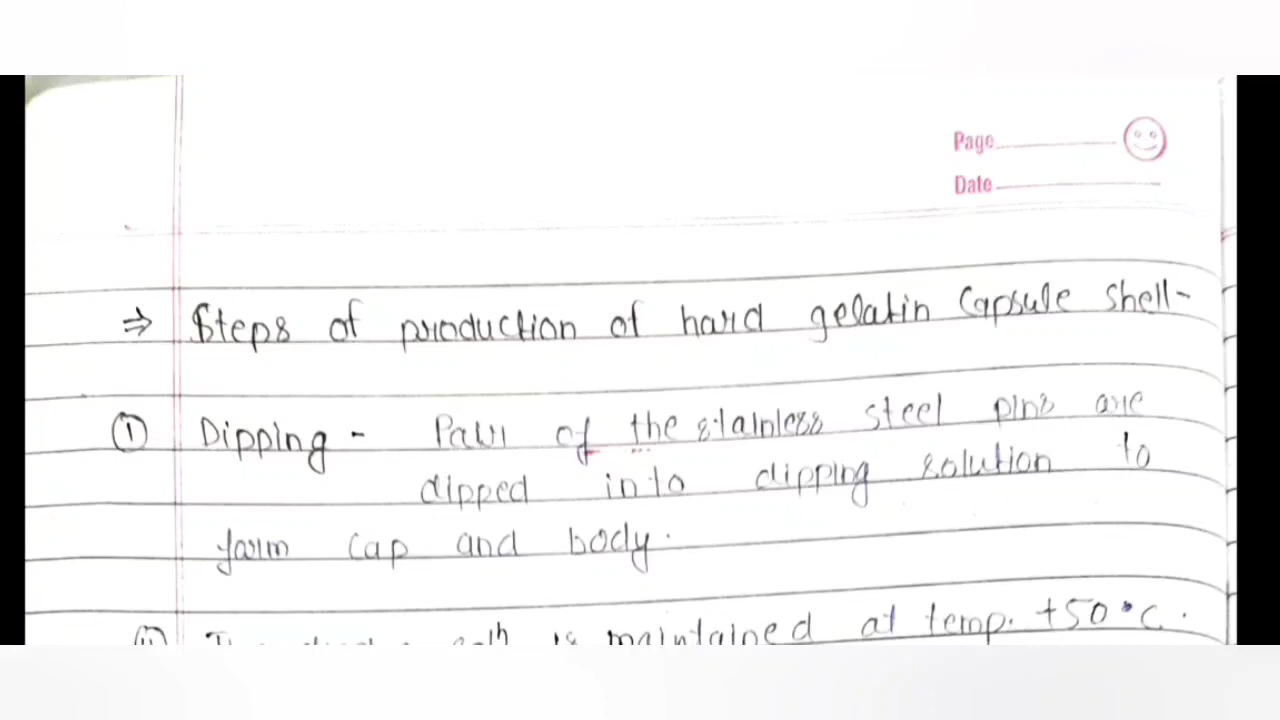 Page
Date
⇒ Steps of production of hard gelatin Capsule shell-
① Dipping - Pair of the stainless steel pins are
dipped into dipping solution to
form cap and body.
(ii) is maintained at temp. +50°C.